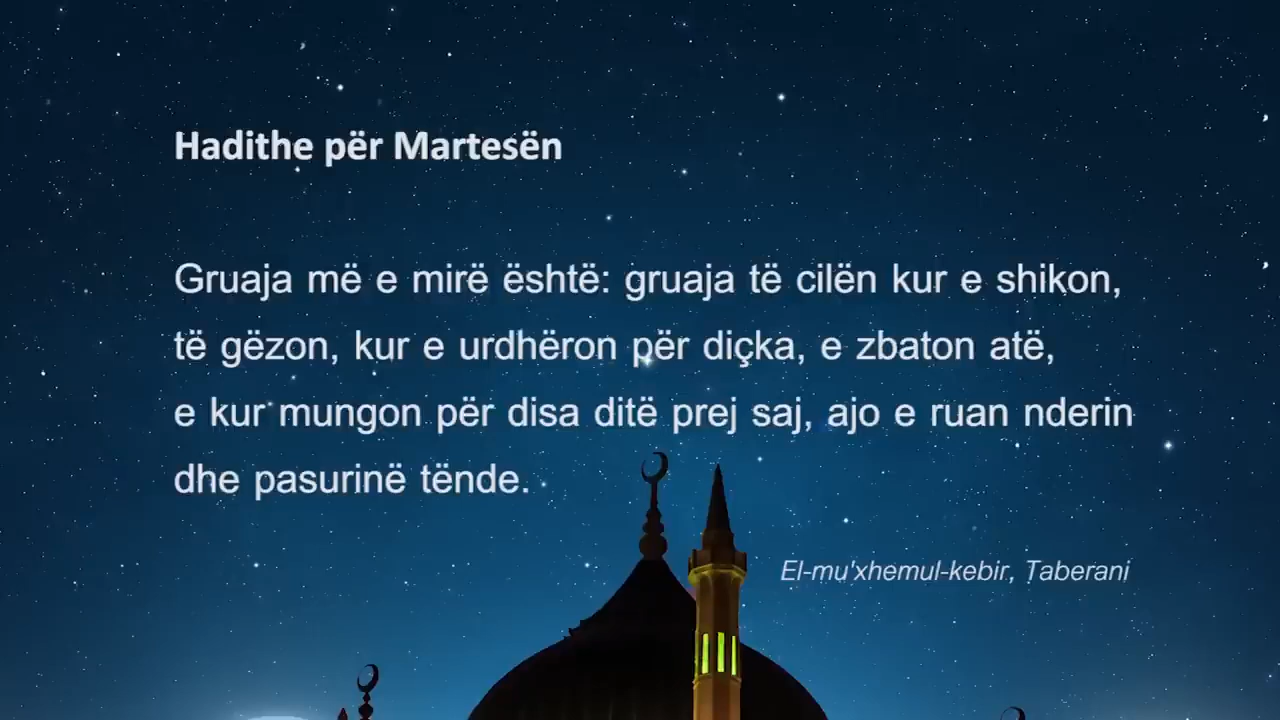 Hadithe për Martesën
Gruaja më e mirë është: gruaja të cilën kur e shikon,
të gëzon, kur e urdhëron për diçka, e zbaton atë,
e kur mungon për disa ditë prej saj, ajo e ruan nderin
dhe pasurinë tënde.
El-mu'xhemul-kebir, Taberani